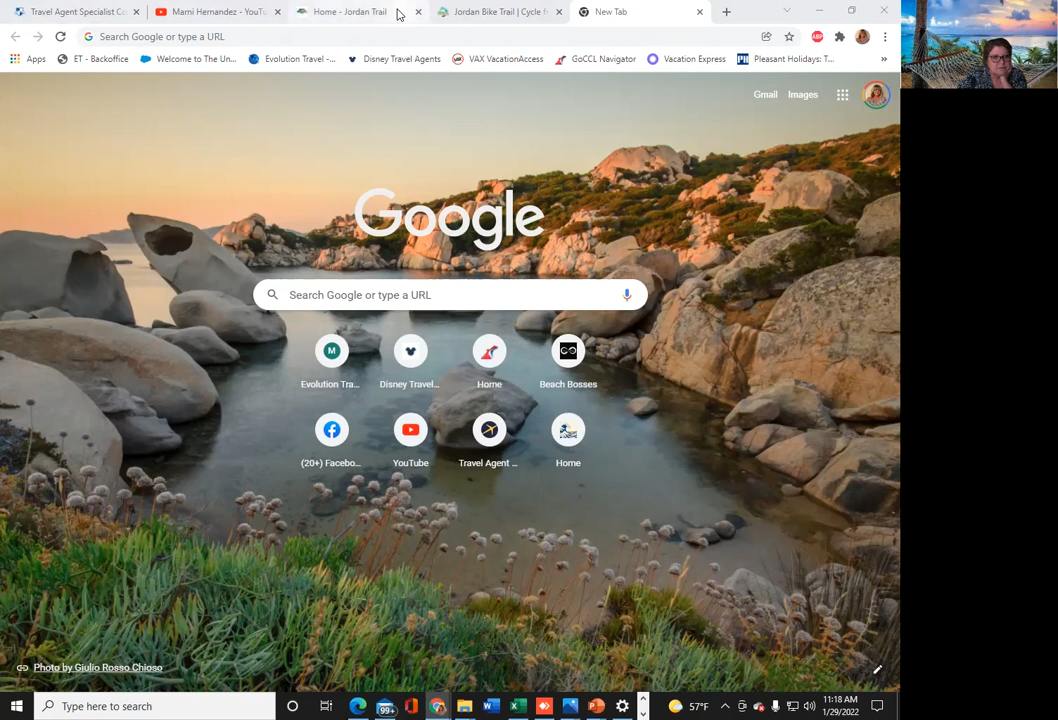 Travel Agent Specialist Co
Marni Hernandez - YouTu
Home - Jordan Trail
Jordan Bike Trail | Cycle f
New Tab
Search Google or type a URL
ABP
Apps
ET - Backoffice
Welcome to The Un...
Evolution Travel -...
Disney Travel Agents
VAX VacationAccess
GoCCL Navigator
Vacation Express
Pleasant Holidays: T...
Gmail
Images
Google
Search Google or type a URL
M
Evolution Tra...
Disney Travel...
Home
Beach Bosses
(20+) Facebo...
YouTube
Travel Agent ...
Home
Photo by Giulio Rosso Chioso
Type here to search
99+
57°F
11:18 AM
1/29/2022